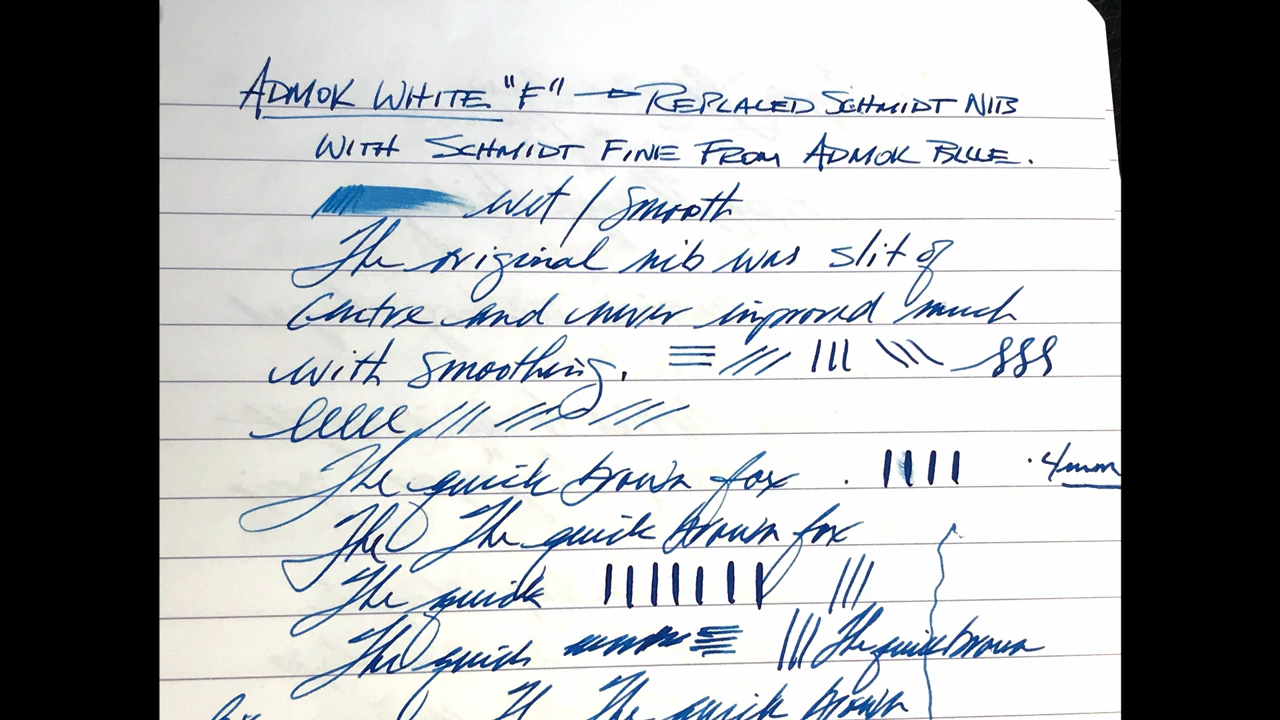 ADMOK WHITE "F" → REPLACED SCHMIDT NIB
WITH SCHMIDT FINE FROM ADMOK BLUE.
Wet / Smooth
The original nib was slit of
centre and never improved much
with smoothing.
The quick brown fox . .4mm
The The quick brown fox
The quick
The quick The quick brown
The quick brown